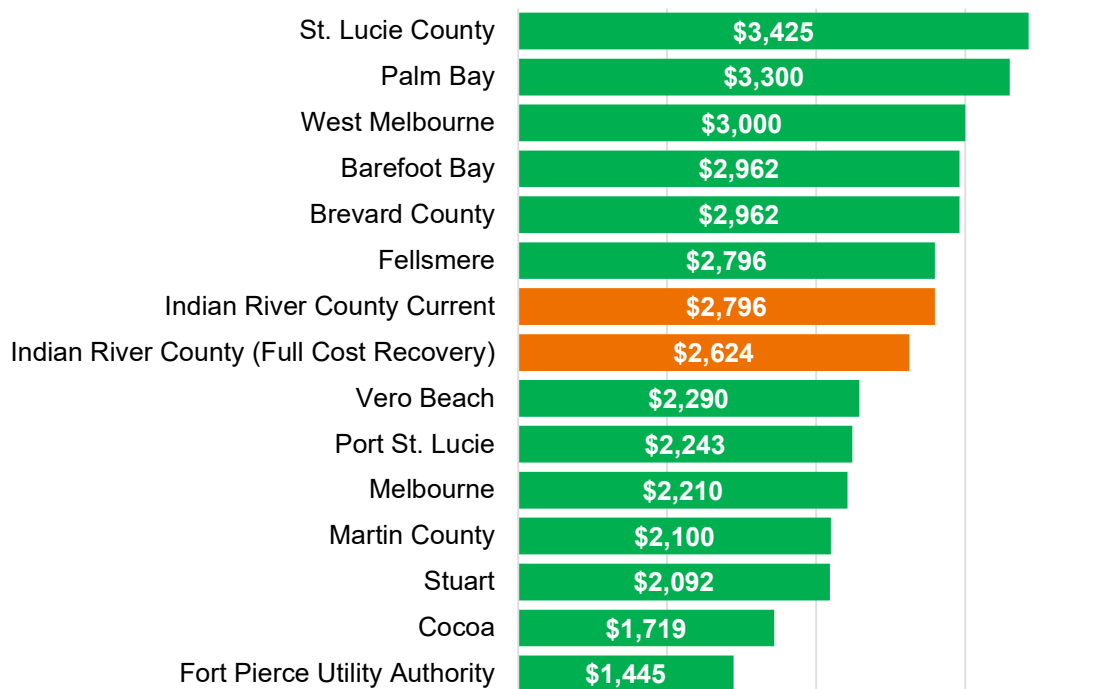 St. Lucie County $3,425
Palm Bay $3,300
West Melbourne $3,000
Barefoot Bay $2,962
Brevard County $2,962
Fellsmere $2,796
Indian River County Current $2,796
Indian River County (Full Cost Recovery) $2,624
Vero Beach $2,290
Port St. Lucie $2,243
Melbourne $2,210
Martin County $2,100
Stuart $2,092
Cocoa $1,719
Fort Pierce Utility Authority $1,445